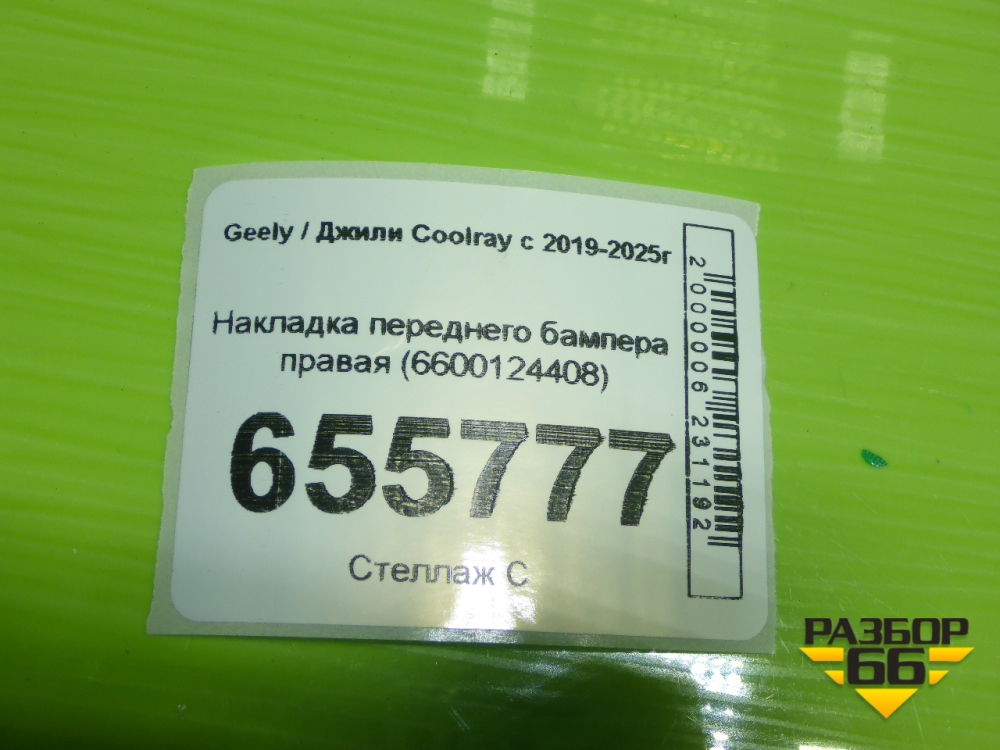 Geely / Джили Coolray с 2019-2025г
Накладка переднего бампера
правая (6600124408)
655777
Стеллаж С
2000006231192
РАЗБОР
66